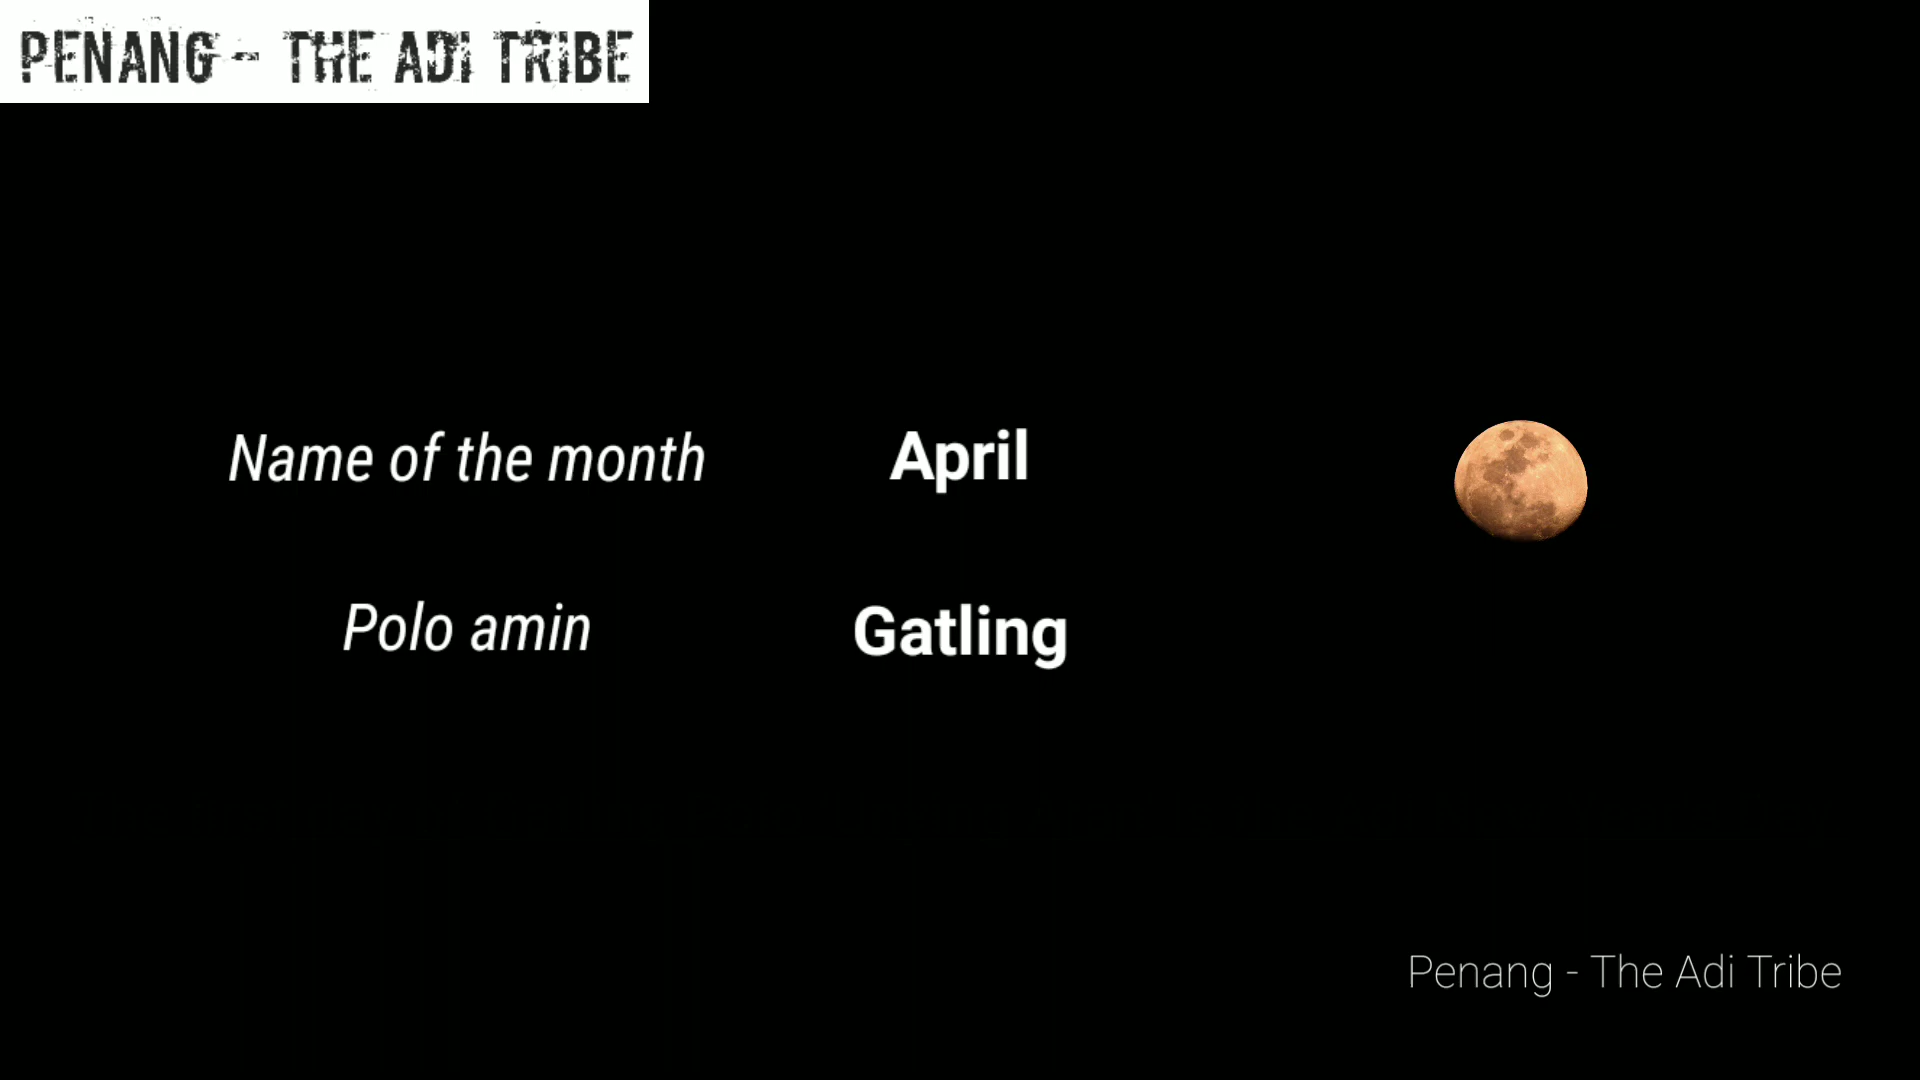 PENANG - THE ADI TRIBE
Name of the month April
Polo amin Gatling
Penang - The Adi Tribe